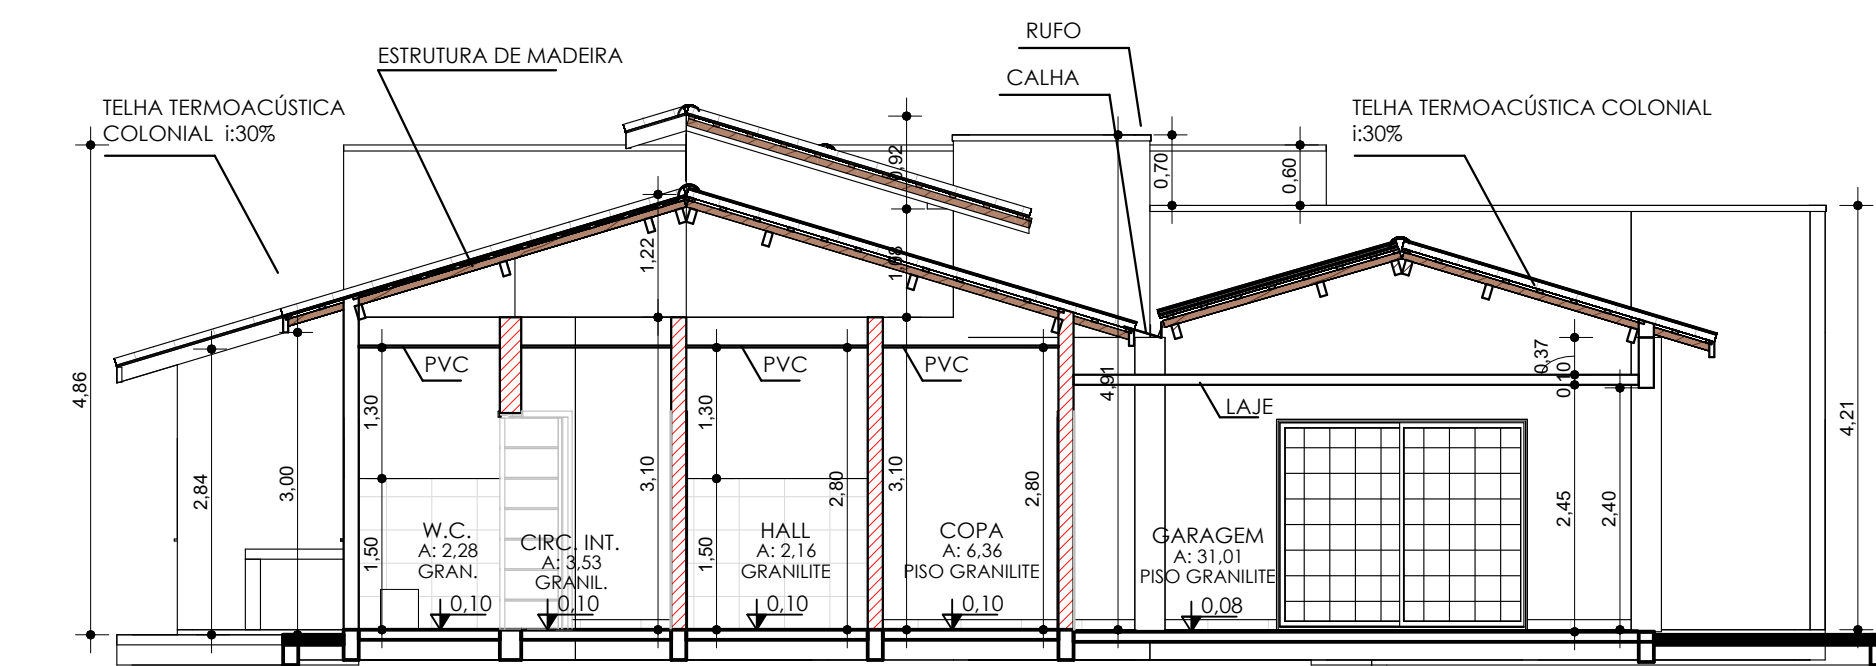 RUFO
ESTRUTURA DE MADEIRA
CALHA
TELHA TERMOACÚSTICA
COLONIAL i:30%
TELHA TERMOACÚSTICA COLONIAL
i:30%
0,92
0,70
0,60
1,22
PVC
PVC
PVC
0,37
0,10
4,86
4,91
LAJE
4,21
1,30
1,30
2,84
3,00
3,10
2,80
3,10
2,80
2,45
2,40
W.C.
A: 2,28
GRAN.
1,50
CIRC. INT.
A: 3,53
GRANIL.
1,50
HALL
A: 2,16
GRANILITE
COPA
A: 6,36
PISO GRANILITE
GARAGEM
A: 31,01
PISO GRANILITE
0,10
0,10
0,10
0,10
0,08